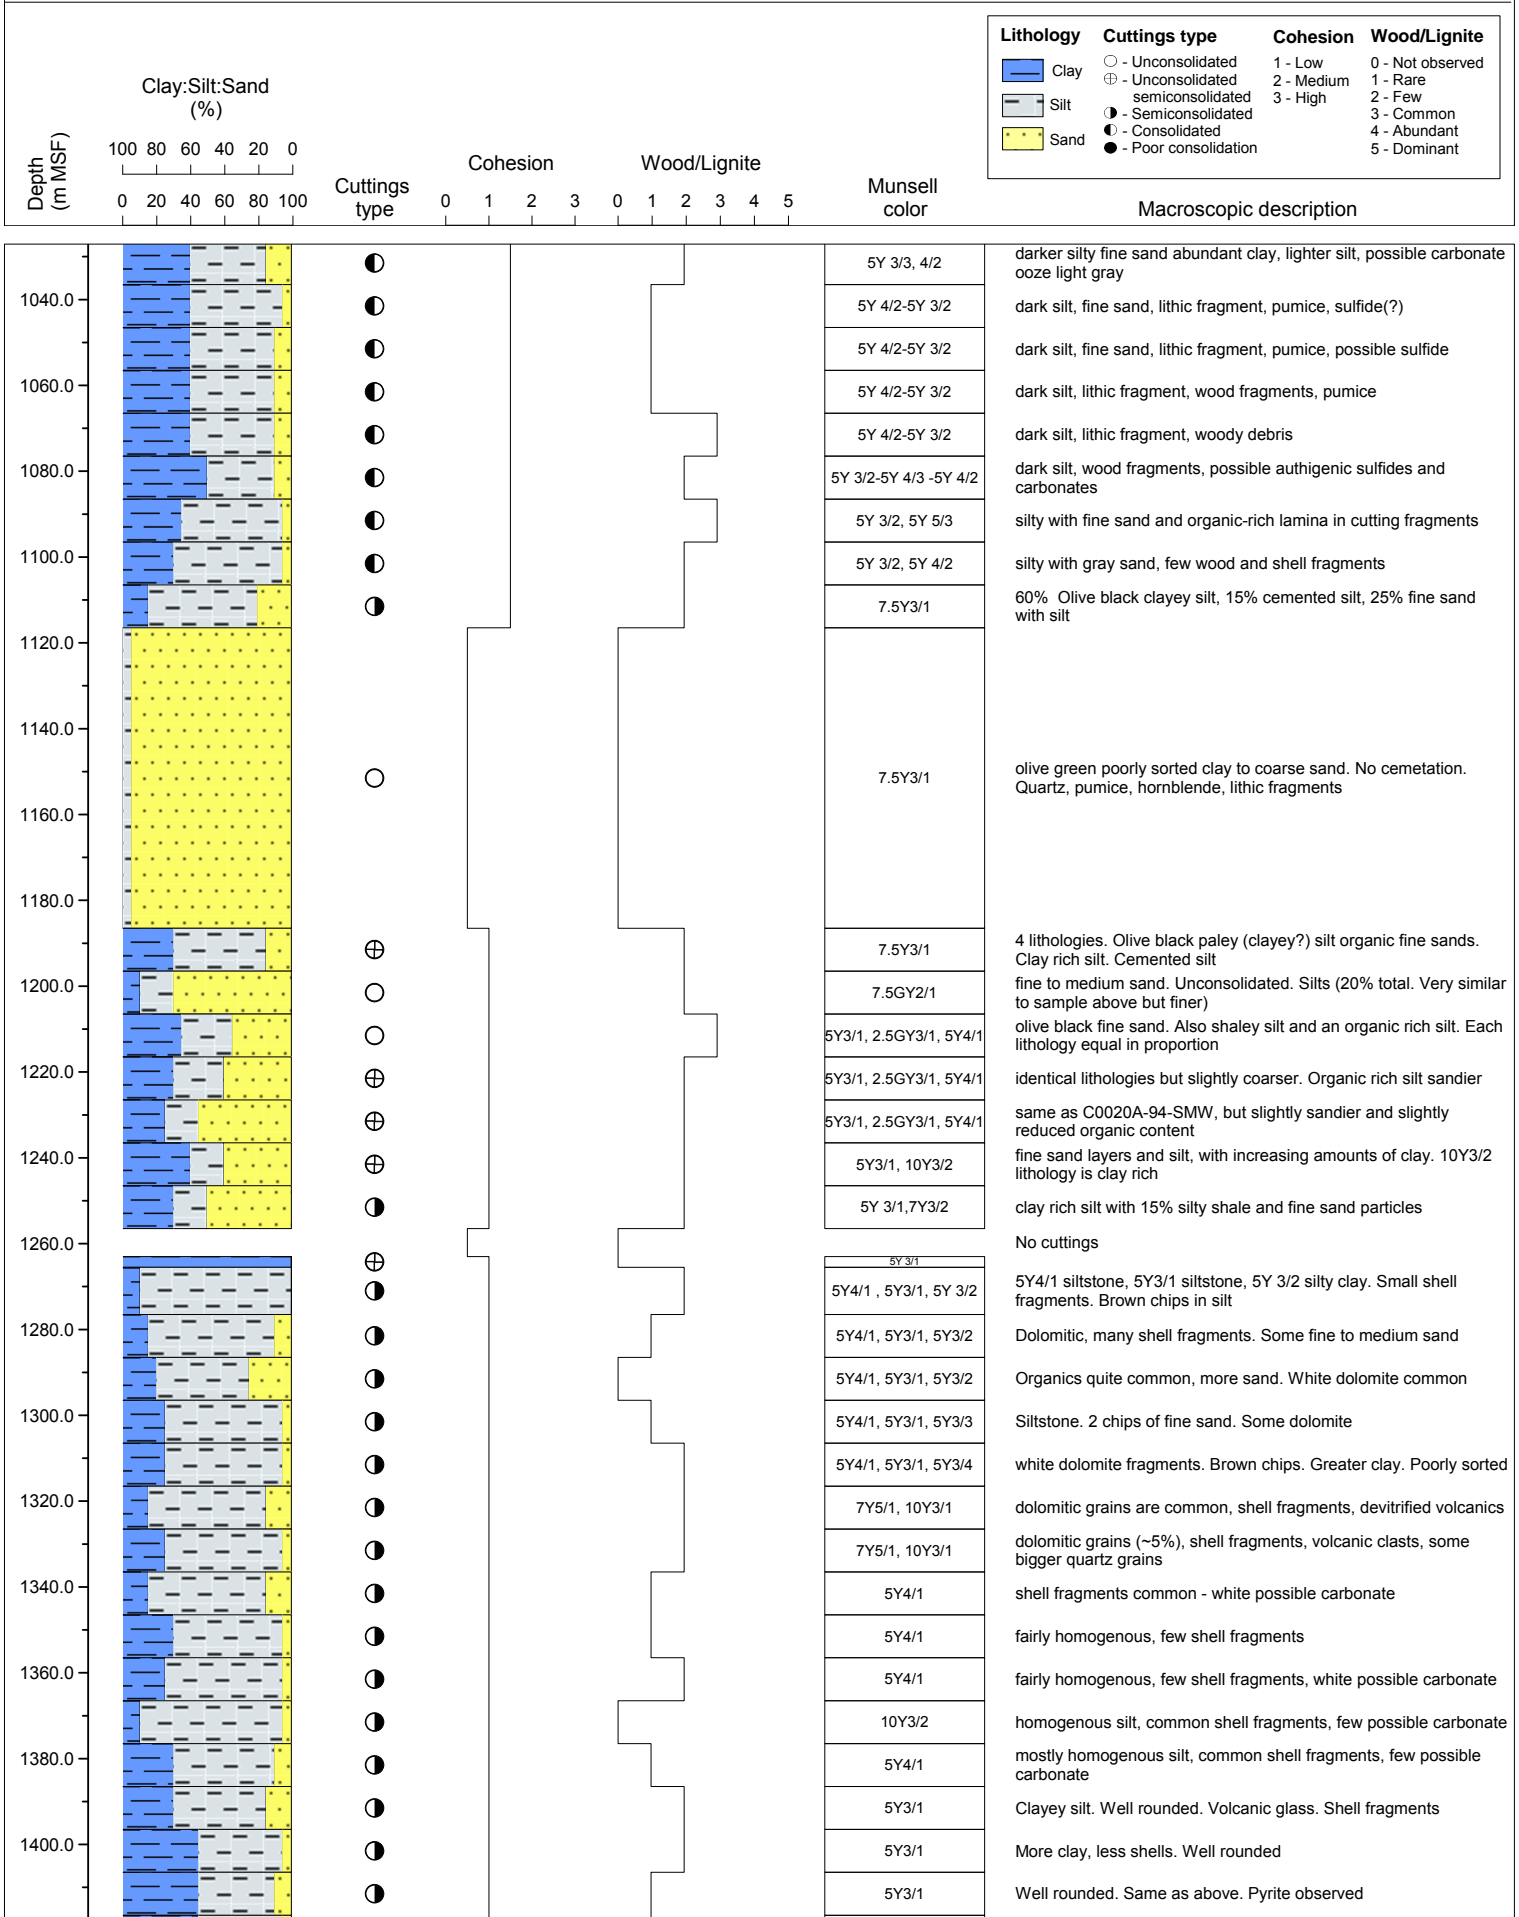 Lithology
Clay
Silt
Sand
Cuttings type
○ - Unconsolidated
⊕ - Unconsolidated
semiconsolidated
◑ - Semiconsolidated
◐ - Consolidated
● - Poor consolidation
Cohesion
1 - Low
2 - Medium
3 - High
Wood/Lignite
0 - Not observed
1 - Rare
2 - Few
3 - Common
4 - Abundant
5 - Dominant
Depth
(m MSF)
Clay:Silt:Sand
(%)
100 80 60 40 20 0
0 20 40 60 80 100
Cuttings
type
Cohesion
0 1 2 3
Wood/Lignite
0 1 2 3 4 5
Munsell
color
Macroscopic description
5Y 3/3, 4/2
darker silty fine sand abundant clay, lighter silt, possible carbonate
ooze light gray
1040.0
5Y 4/2-5Y 3/2
dark silt, fine sand, lithic fragment, pumice, sulfide(?)
5Y 4/2-5Y 3/2
dark silt, fine sand, lithic fragment, pumice, possible sulfide
1060.0
5Y 4/2-5Y 3/2
dark silt, lithic fragment, wood fragments, pumice
5Y 4/2-5Y 3/2
dark silt, lithic fragment, woody debris
1080.0
5Y 3/2-5Y 4/3 -5Y 4/2
dark silt, wood fragments, possible authigenic sulfides and
carbonates
5Y 3/2, 5Y 5/3
silty with fine sand and organic-rich lamina in cutting fragments
1100.0
5Y 3/2, 5Y 4/2
silty with gray sand, few wood and shell fragments
7.5Y3/1
60% Olive black clayey silt, 15% cemented silt, 25% fine sand
with silt
1120.0
1140.0
7.5Y3/1
olive green poorly sorted clay to coarse sand. No cemetation.
Quartz, pumice, hornblende, lithic fragments
1160.0
1180.0
7.5Y3/1
4 lithologies. Olive black paley (clayey?) silt organic fine sands.
Clay rich silt. Cemented silt
1200.0
7.5GY2/1
fine to medium sand. Unconsolidated. Silts (20% total. Very similar
to sample above but finer)
5Y3/1, 2.5GY3/1, 5Y4/1
olive black fine sand. Also shaley silt and an organic rich silt. Each
lithology equal in proportion
1220.0
5Y3/1, 2.5GY3/1, 5Y4/1
identical lithologies but slightly coarser. Organic rich silt sandier
5Y3/1, 2.5GY3/1, 5Y4/1
same as C0020A-94-SMW, but slightly sandier and slightly
reduced organic content
1240.0
5Y3/1, 10Y3/2
fine sand layers and silt, with increasing amounts of clay. 10Y3/2
lithology is clay rich
5Y 3/1,7Y3/2
clay rich silt with 15% silty shale and fine sand particles
1260.0
No cuttings
5Y 3/1
5Y4/1 , 5Y3/1, 5Y 3/2
5Y4/1 siltstone, 5Y3/1 siltstone, 5Y 3/2 silty clay. Small shell
fragments. Brown chips in silt
1280.0
5Y4/1, 5Y3/1, 5Y3/2
Dolomitic, many shell fragments. Some fine to medium sand
5Y4/1, 5Y3/1, 5Y3/2
Organics quite common, more sand. White dolomite common
1300.0
5Y4/1, 5Y3/1, 5Y3/3
Siltstone. 2 chips of fine sand. Some dolomite
5Y4/1, 5Y3/1, 5Y3/4
white dolomite fragments. Brown chips. Greater clay. Poorly sorted
1320.0
7Y5/1, 10Y3/1
dolomitic grains are common, shell fragments, devitrified volcanics
7Y5/1, 10Y3/1
dolomitic grains (~5%), shell fragments, volcanic clasts, some
bigger quartz grains
1340.0
5Y4/1
shell fragments common - white possible carbonate
5Y4/1
fairly homogenous, few shell fragments
1360.0
5Y4/1
fairly homogenous, few shell fragments, white possible carbonate
10Y3/2
homogenous silt, common shell fragments, few possible carbonate
1380.0
5Y4/1
mostly homogenous silt, common shell fragments, few possible
carbonate
5Y3/1
Clayey silt. Well rounded. Volcanic glass. Shell fragments
1400.0
5Y3/1
More clay, less shells. Well rounded
5Y3/1
Well rounded. Same as above. Pyrite observed